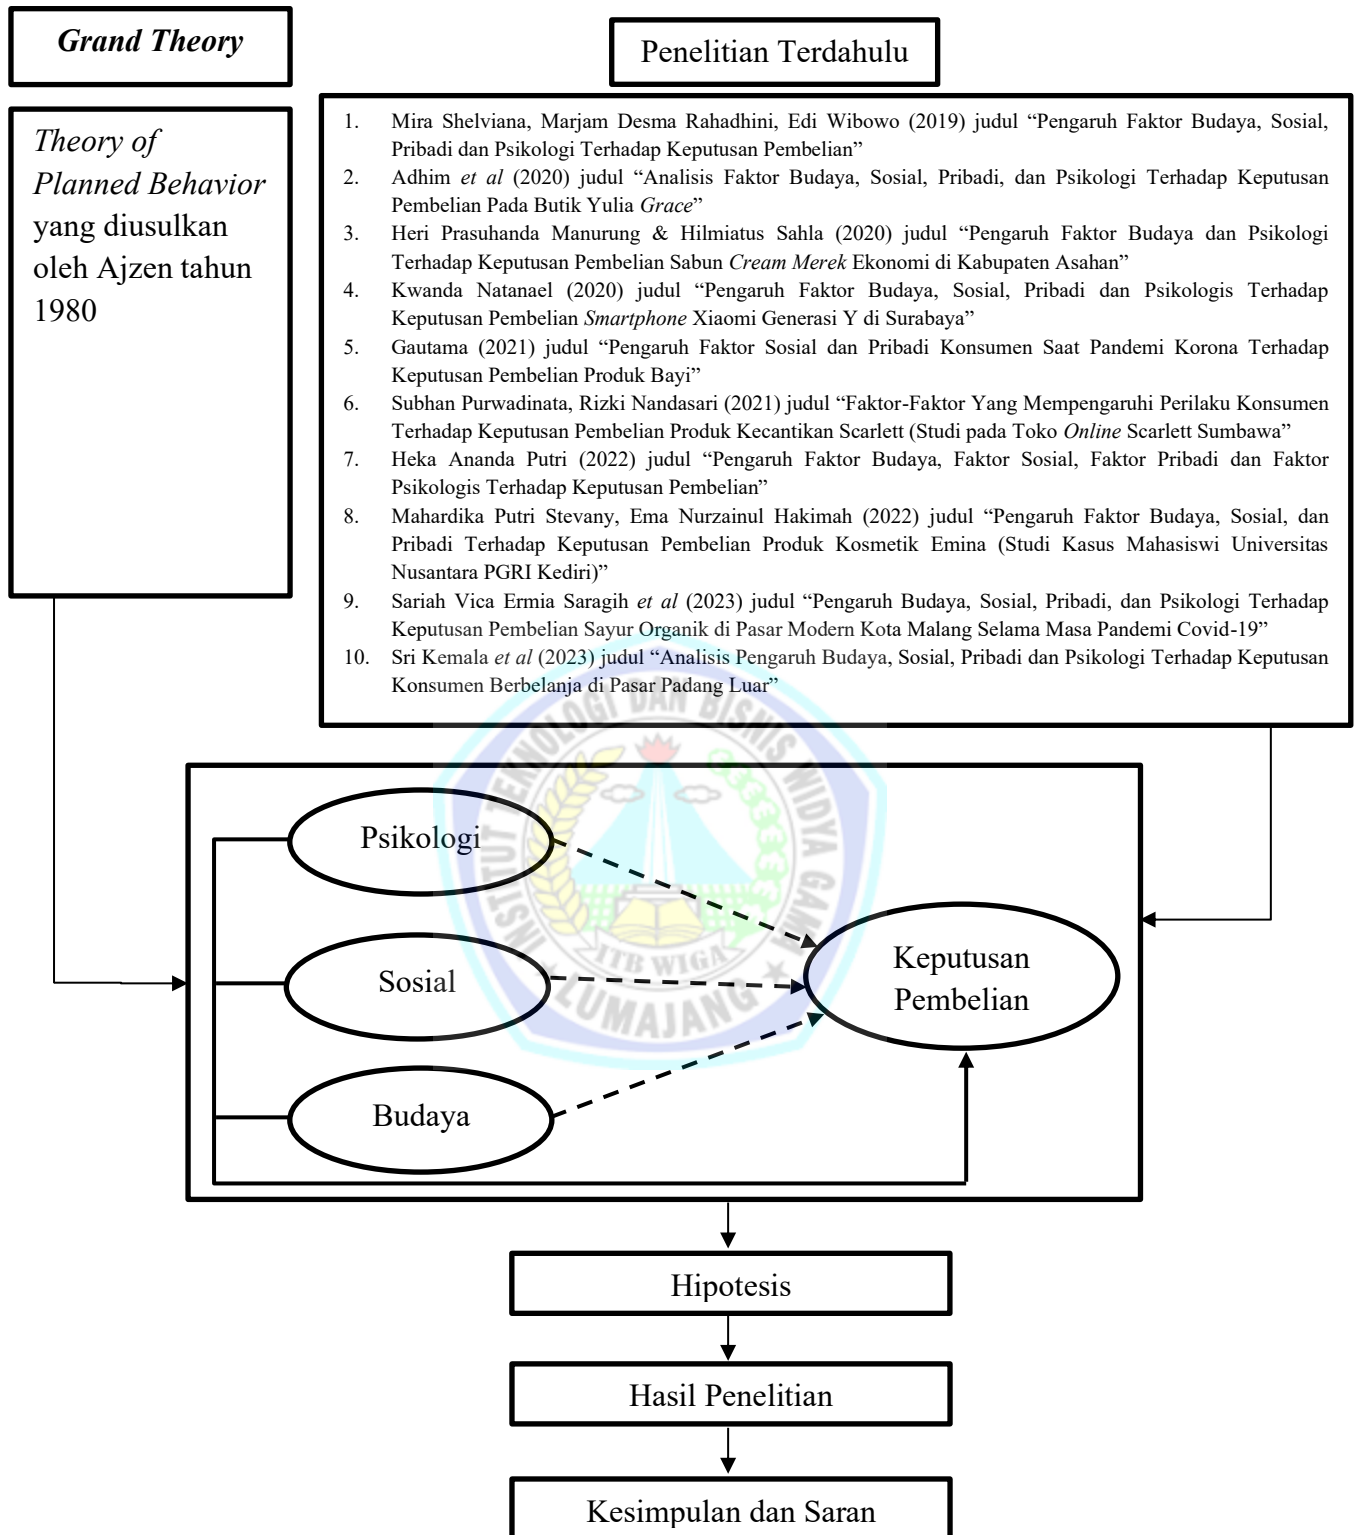 Grand Theory
Penelitian Terdahulu
Theory of
Planned Behavior
yang diusulkan
oleh Ajzen tahun
1980
1. Mira Shelviana, Marjam Desma Rahadhini, Edi Wibowo (2019) judul “Pengaruh Faktor Budaya, Sosial,
Pribadi dan Psikologi Terhadap Keputusan Pembelian”
2. Adhim et al (2020) judul “Analisis Faktor Budaya, Sosial, Pribadi, dan Psikologi Terhadap Keputusan
Pembelian Pada Butik Yulia Grace”
3. Heri Prasuhanda Manurung & Hilmiatus Sahla (2020) judul “Pengaruh Faktor Budaya dan Psikologi
Terhadap Keputusan Pembelian Sabun Cream Merek Ekonomi di Kabupaten Asahan”
4. Kwanda Natanael (2020) judul “Pengaruh Faktor Budaya, Sosial, Pribadi dan Psikologis Terhadap
Keputusan Pembelian Smartphone Xiaomi Generasi Y di Surabaya”
5. Gautama (2021) judul “Pengaruh Faktor Sosial dan Pribadi Konsumen Saat Pandemi Korona Terhadap
Keputusan Pembelian Produk Bayi”
6. Subhan Purwadinata, Rizki Nandasari (2021) judul “Faktor-Faktor Yang Mempengaruhi Perilaku Konsumen
Terhadap Keputusan Pembelian Produk Kecantikan Scarlett (Studi pada Toko Online Scarlett Sumbawa”
7. Heka Ananda Putri (2022) judul “Pengaruh Faktor Budaya, Faktor Sosial, Faktor Pribadi dan Faktor
Psikologis Terhadap Keputusan Pembelian”
8. Mahardika Putri Stevany, Ema Nurzainul Hakimah (2022) judul “Pengaruh Faktor Budaya, Sosial, dan
Pribadi Terhadap Keputusan Pembelian Produk Kosmetik Emina (Studi Kasus Mahasiswi Universitas
Nusantara PGRI Kediri)”
9. Sariah Vica Ermia Saragih et al (2023) judul “Pengaruh Budaya, Sosial, Pribadi, dan Psikologi Terhadap
Keputusan Pembelian Sayur Organik di Pasar Modern Kota Malang Selama Masa Pandemi Covid-19”
10. Sri Kemala et al (2023) judul “Analisis Pengaruh Budaya, Sosial, Pribadi dan Psikologi Terhadap Keputusan
Konsumen Berbelanja di Pasar Padang Luar”
INSTITUT TEKNOLOGI DAN BISNIS WIDYA GAMA
ITB WIGA
LUMAJANG
Psikologi
Sosial
Budaya
Keputusan
Pembelian
Hipotesis
Hasil Penelitian
Kesimpulan dan Saran